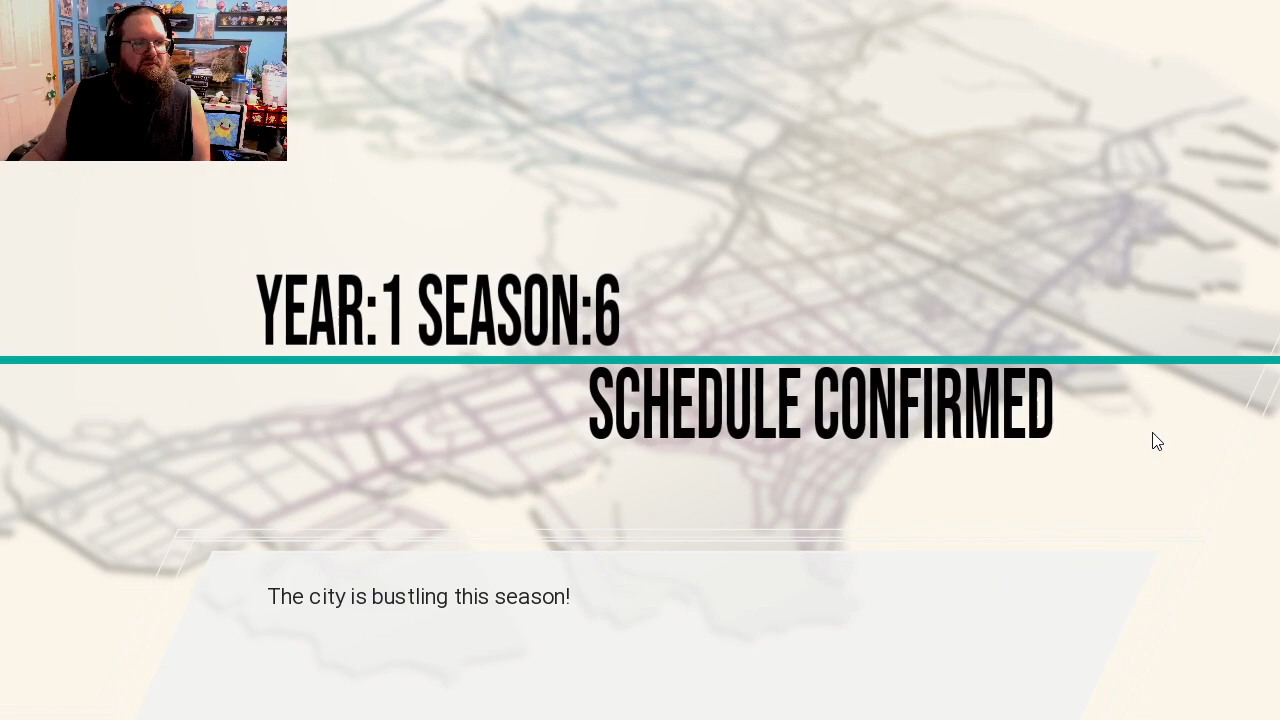 YEAR:1 SEASON:6
SCHEDULE CONFIRMED
The city is bustling this season!